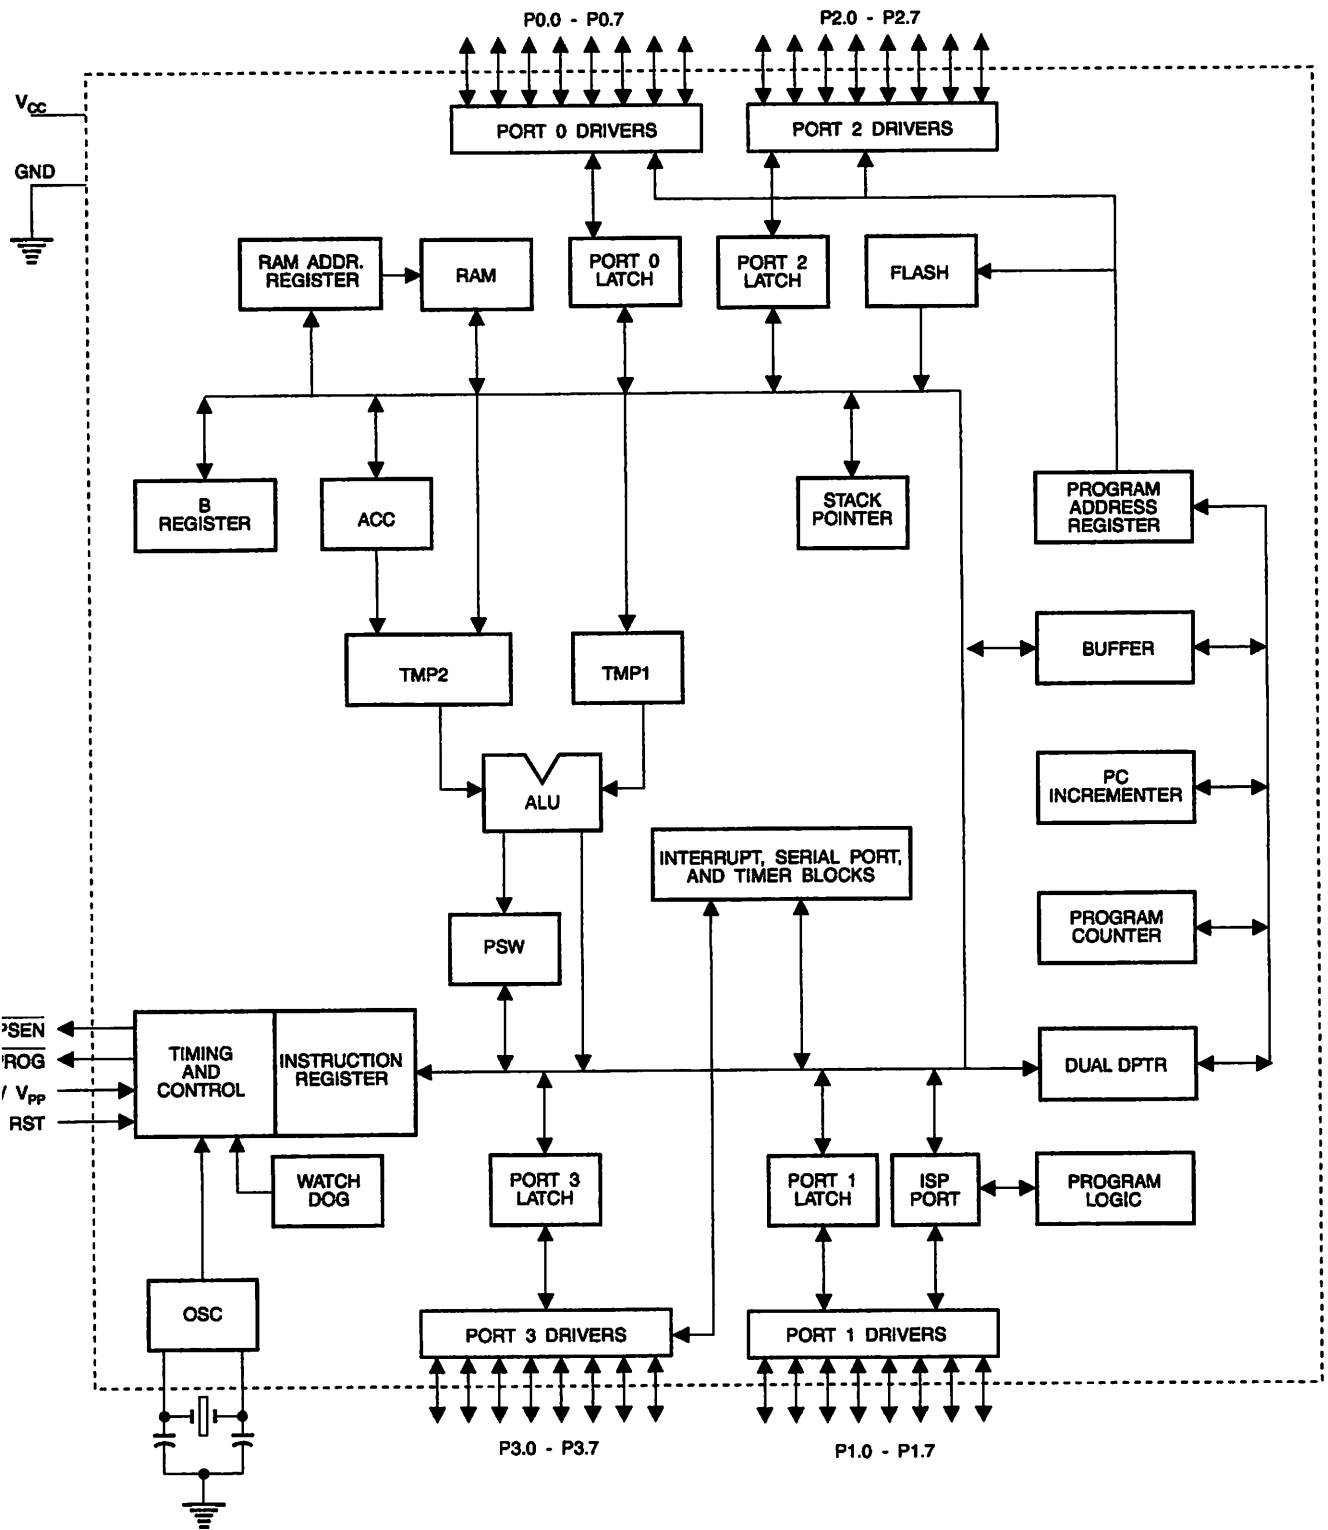 P0.0 - P0.7
P2.0 - P2.7
VCC
PORT 0 DRIVERS
PORT 2 DRIVERS
GND
RAM ADDR.
REGISTER
RAM
PORT 0
LATCH
PORT 2
LATCH
FLASH
B
REGISTER
ACC
STACK
POINTER
PROGRAM
ADDRESS
REGISTER
BUFFER
TMP2
TMP1
PC
INCREMENTER
ALU
INTERRUPT, SERIAL PORT,
AND TIMER BLOCKS
PROGRAM
COUNTER
PSW
PSEN
TIMING
AND
CONTROL
INSTRUCTION
REGISTER
DUAL DPTR
PROG
/ VPP
RST
WATCH
DOG
PORT 3
LATCH
PORT 1
LATCH
ISP
PORT
PROGRAM
LOGIC
OSC
PORT 3 DRIVERS
PORT 1 DRIVERS
P3.0 - P3.7
P1.0 - P1.7